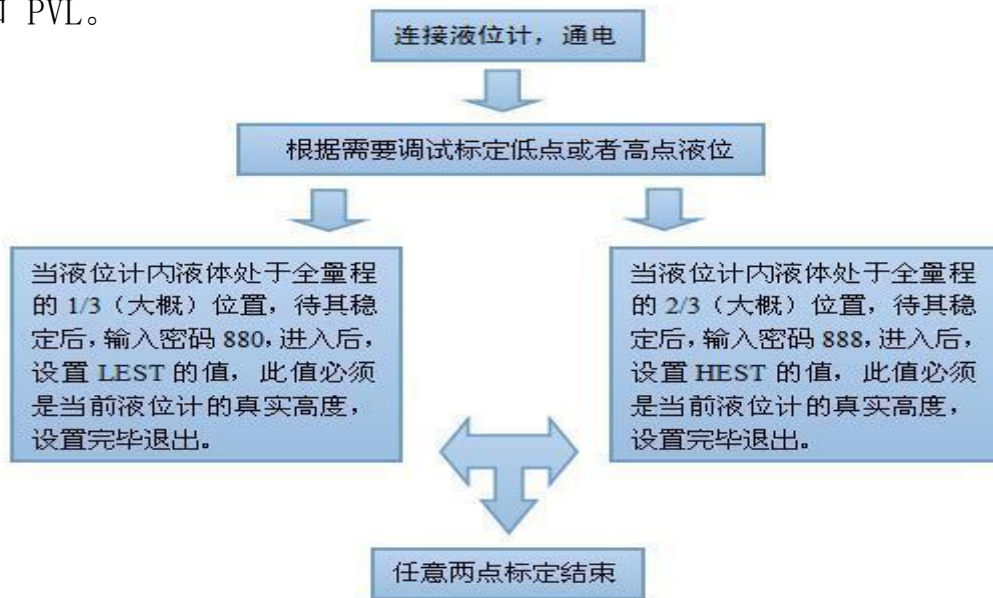 PVL。
连接液位计，通电
根据需要调试标定低点或者高点液位
当液位计内液体处于全量程
的 1/3（大概）位置，待其稳
定后，输入密码 880，进入后，
设置 LEST 的值，此值必须
是当前液位计的真实高度，
设置完毕退出。
当液位计内液体处于全量程
的 2/3（大概）位置，待其稳
定后，输入密码 888，进入后，
设置 HEST 的值，此值必须
是当前液位计的真实高度，
设置完毕退出。
任意两点标定结束